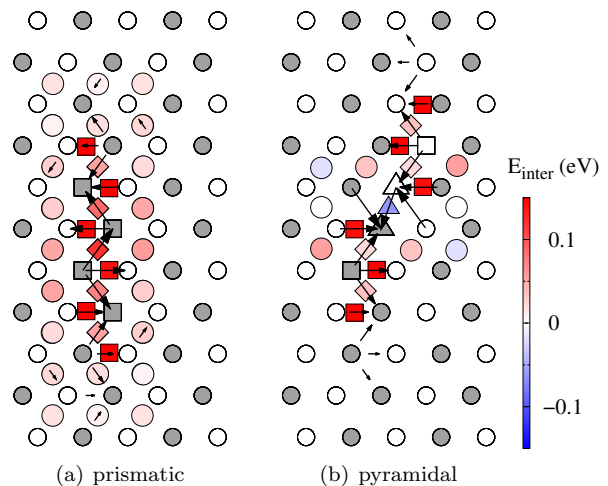 E_inter (eV)
0.1
0
−0.1
(a) prismatic
(b) pyramidal